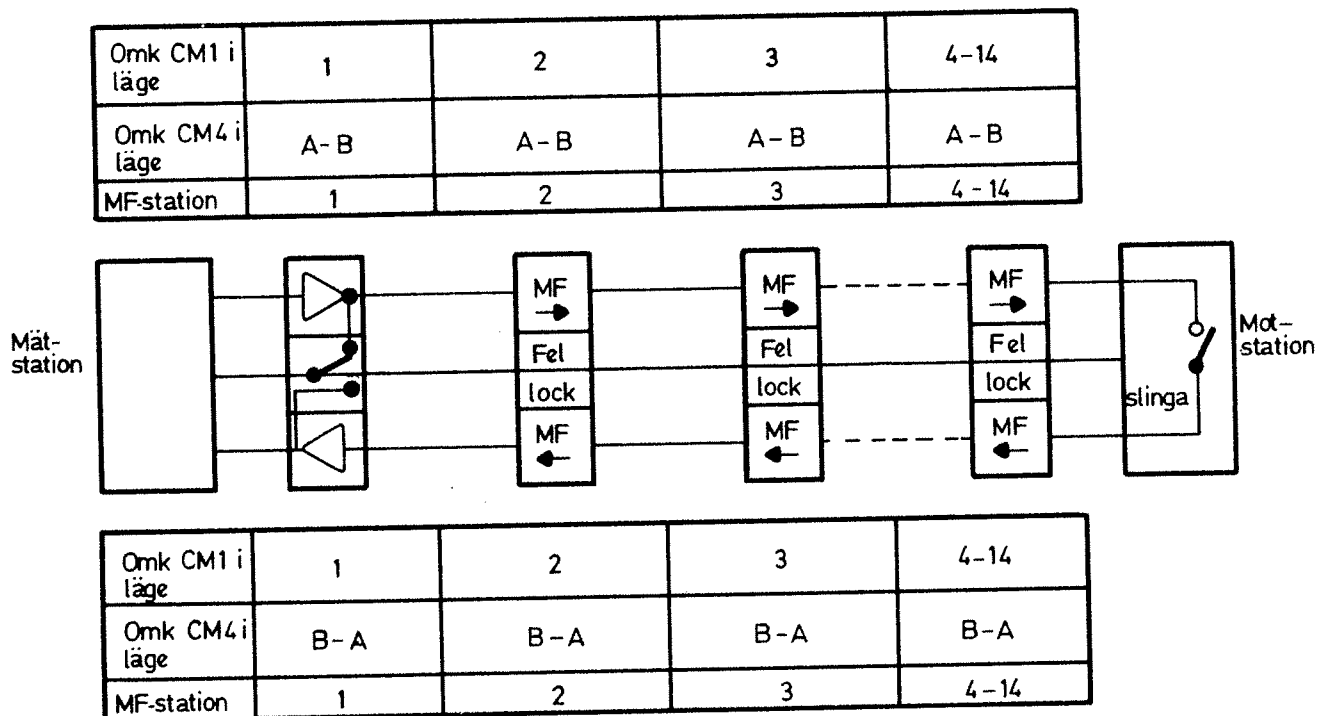 Omk CM1 i läge 1 2 3 4-14
Omk CM4 i läge A-B A-B A-B A-B
MF-station 1 2 3 4-14
Mät-
station
MF MF MF
Fel Fel Fel
lock lock lock
MF MF MF
slinga
Mot-
station
Omk CM1 i läge 1 2 3 4-14
Omk CM4 i läge B-A B-A B-A B-A
MF-station 1 2 3 4-14